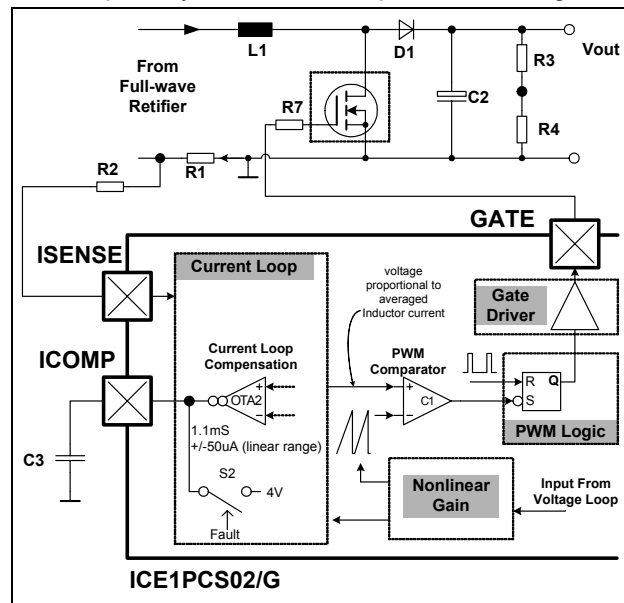 L1
D1
Vout
R3
From
Full-wave
Retifier
R7
C2
R4
R2
R1
GATE
ISENSE
Current Loop
voltage
proportional to
averaged
Inductor current
Gate
Driver
ICOMP
Current Loop
Compensation
PWM
Comparator
+
OTA2
−
+
C1
−
R Q
S
PWM Logic
1.1mS
+/-50uA (linear range)
C3
S2
4V
Fault
Nonlinear
Gain
Input From
Voltage Loop
ICE1PCS02/G